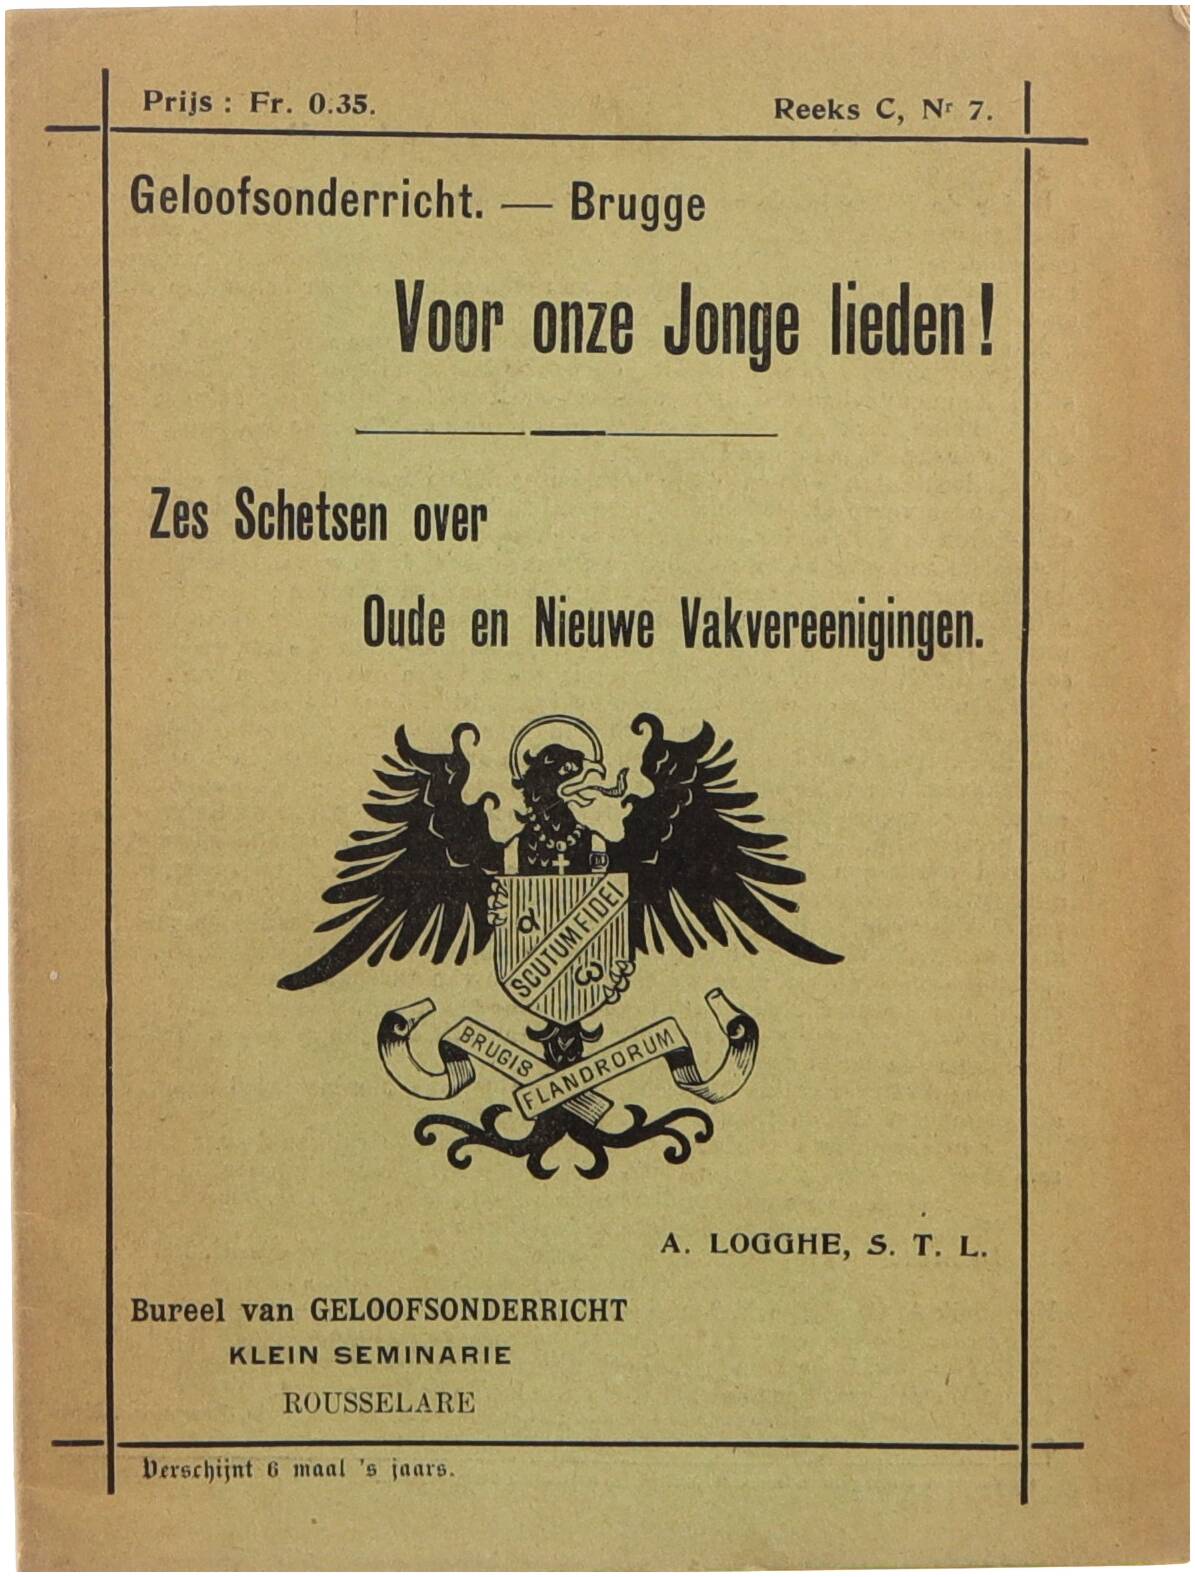 Prijs : Fr. 0.35.
Reeks C, Nr 7.
Geloofsonderricht. — Brugge
Voor onze Jonge lieden !
Zes Schetsen over
Oude en Nieuwe Vakvereenigingen.
α
SCUTUM FIDEI
ω
BRUGIS
FLANDRORUM
A. LOGGHE, S. T. L.
Bureel van GELOOFSONDERRICHT
KLEIN SEMINARIE
ROUSSELARE
Verschijnt 6 maal 's jaars.